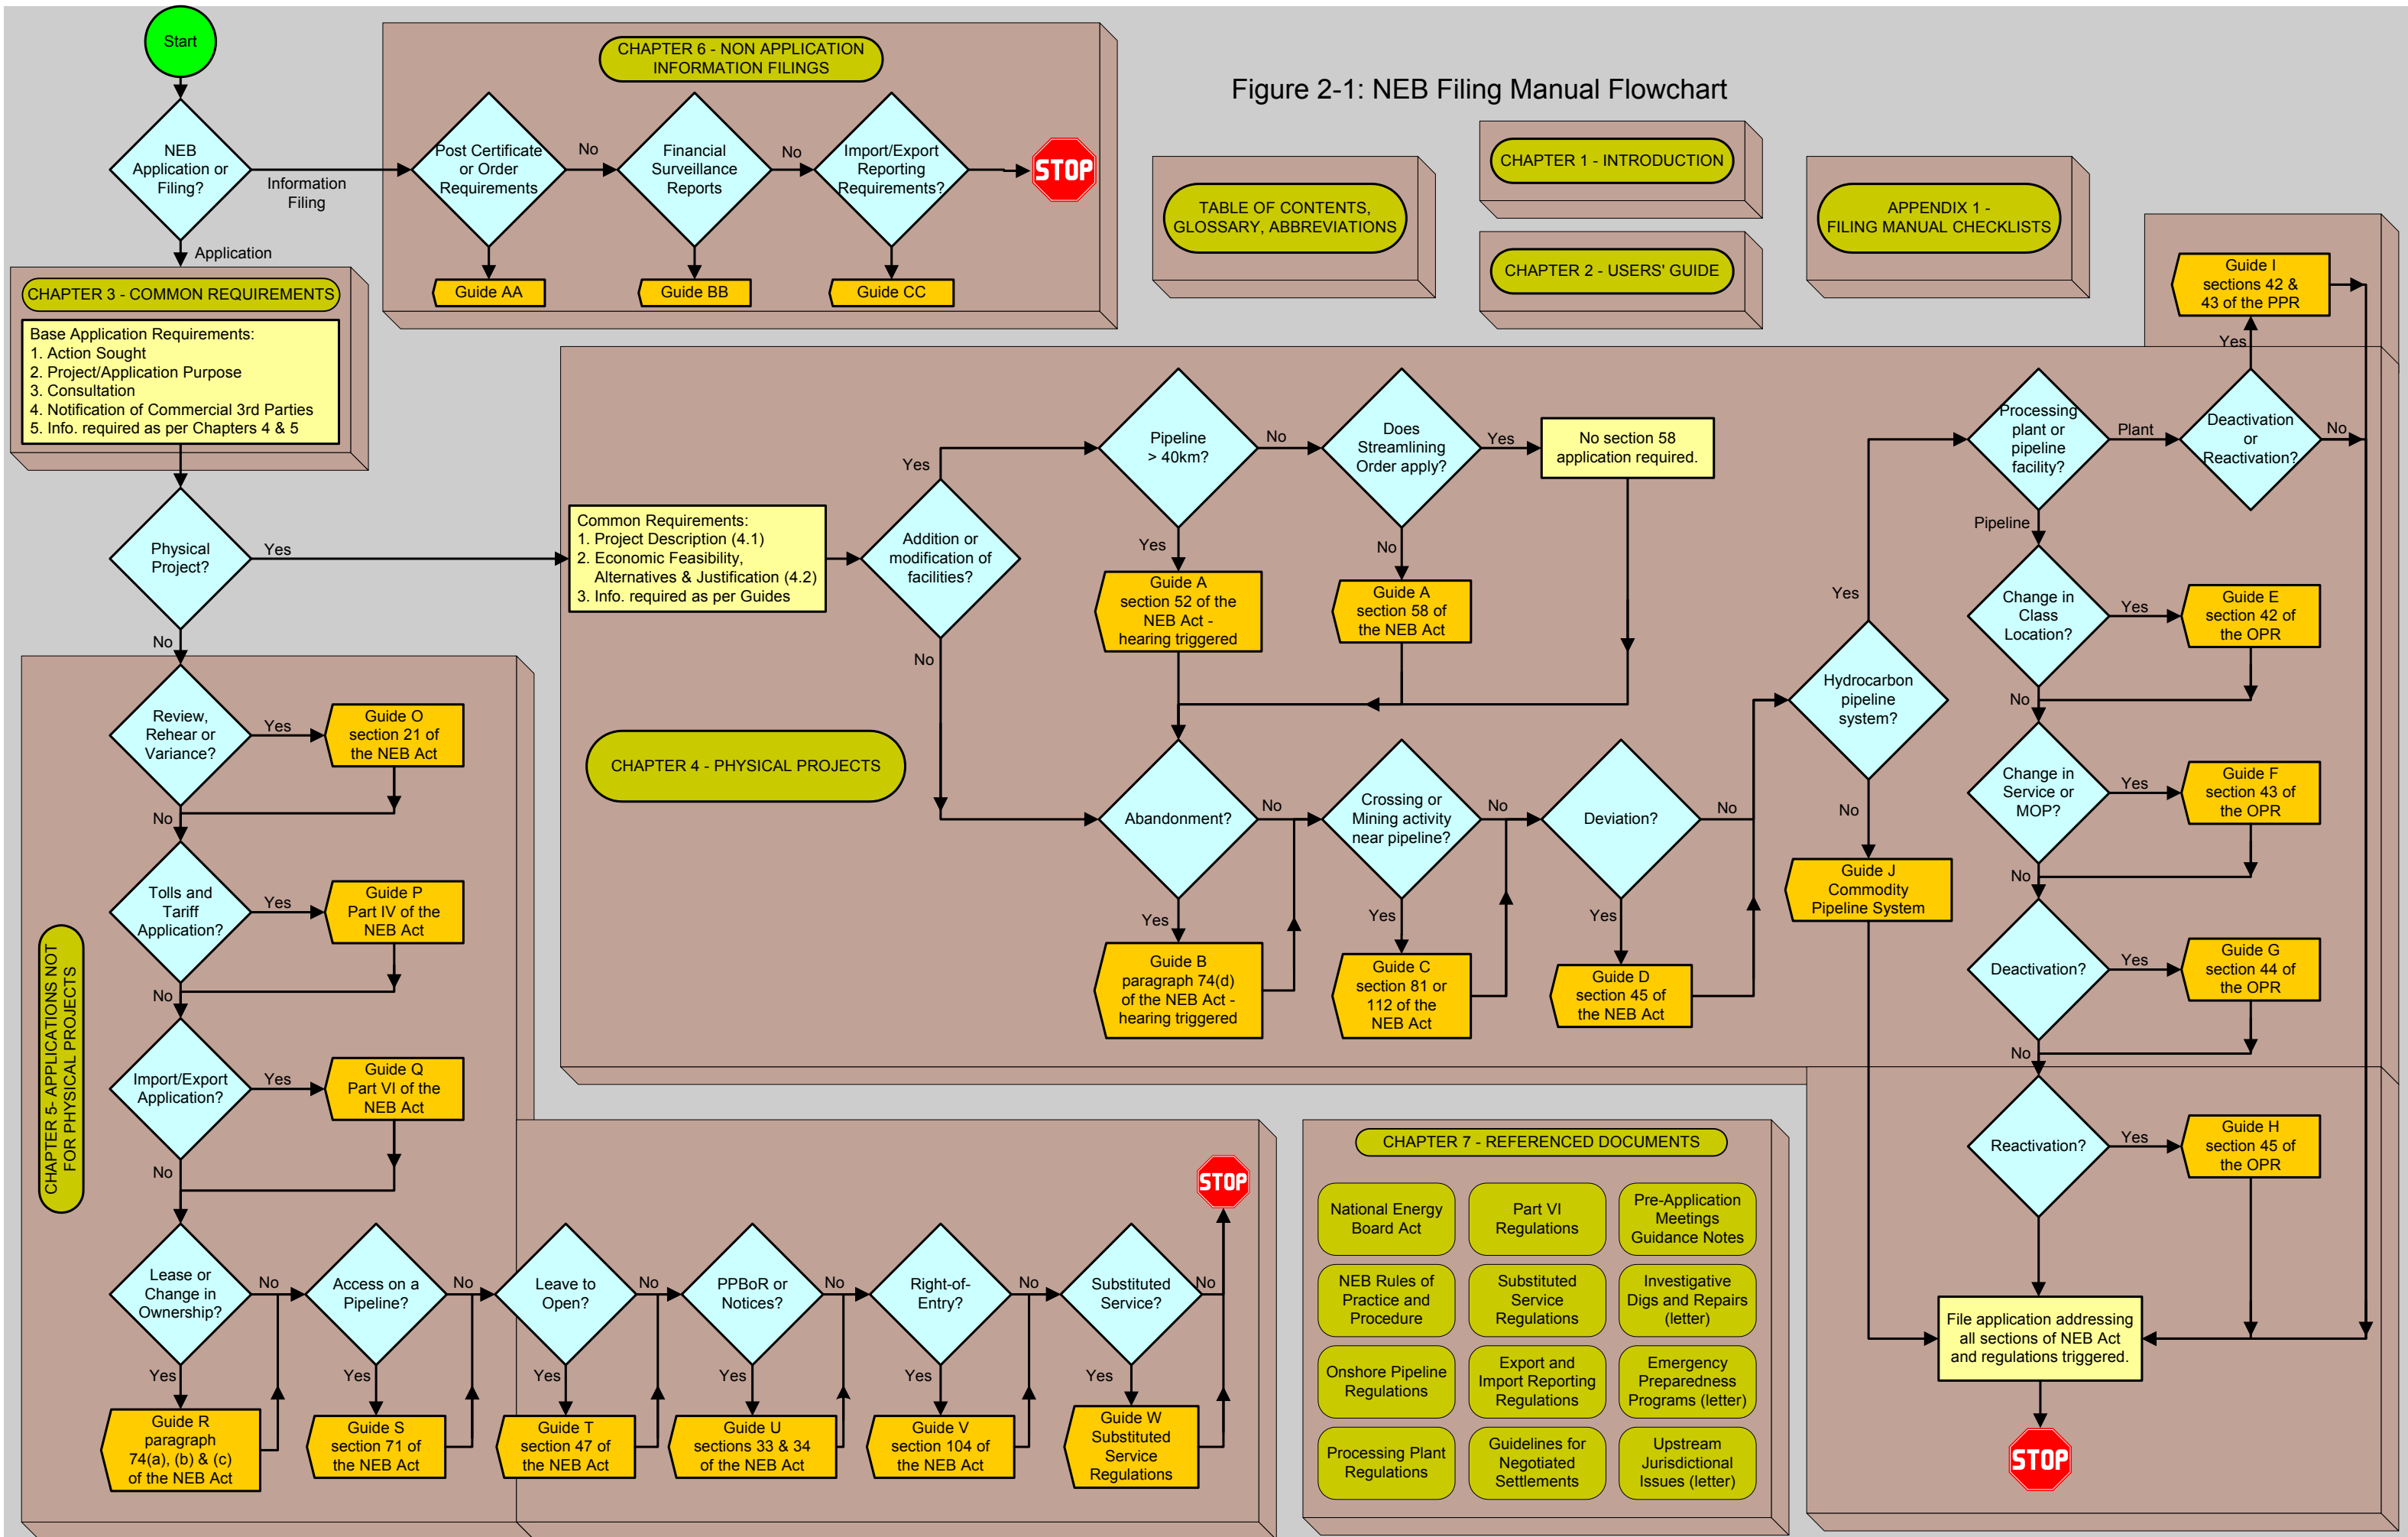 Figure 2-1: NEB Filing Manual Flowchart
Start
NEB
Application or
Filing?
Information
Filing
Application
CHAPTER 6 - NON APPLICATION
INFORMATION FILINGS
Post Certificate
or Order
Requirements
No
Financial
Surveillance
Reports
No
Import/Export
Reporting
Requirements?
STOP
Guide AA
Guide BB
Guide CC
TABLE OF CONTENTS,
GLOSSARY, ABBREVIATIONS
CHAPTER 1 - INTRODUCTION
CHAPTER 2 - USERS' GUIDE
APPENDIX 1 -
FILING MANUAL CHECKLISTS
CHAPTER 3 - COMMON REQUIREMENTS
Base Application Requirements:
1. Action Sought
2. Project/Application Purpose
3. Consultation
4. Notification of Commercial 3rd Parties
5. Info. required as per Chapters 4 & 5
Physical
Project?
Yes
No
Common Requirements:
1. Project Description (4.1)
2. Economic Feasibility,
Alternatives & Justification (4.2)
3. Info. required as per Guides
Addition or
modification of
facilities?
Yes
No
Pipeline
> 40km?
No
Yes
Does
Streamlining
Order apply?
Yes
No
No section 58
application required.
Guide A
section 52 of the
NEB Act -
hearing triggered
Guide A
section 58 of
the NEB Act
CHAPTER 4 - PHYSICAL PROJECTS
Abandonment?
No
Yes
Crossing or
Mining activity
near pipeline?
No
Yes
Deviation?
No
Yes
Guide B
paragraph 74(d)
of the NEB Act -
hearing triggered
Guide C
section 81 or
112 of the
NEB Act
Guide D
section 45 of
the NEB Act
Hydrocarbon
pipeline
system?
Yes
No
Guide J
Commodity
Pipeline System
Processing
plant or
pipeline
facility?
Plant
Pipeline
Deactivation
or
Reactivation?
Yes
No
Guide I
sections 42 &
43 of the PPR
Change in
Class
Location?
Yes
No
Guide E
section 42 of
the OPR
Change in
Service or
MOP?
Yes
No
Guide F
section 43 of
the OPR
Deactivation?
Yes
No
Guide G
section 44 of
the OPR
Reactivation?
Yes
Guide H
section 45 of
the OPR
File application addressing
all sections of NEB Act
and regulations triggered.
STOP
CHAPTER 5- APPLICATIONS NOT
FOR PHYSICAL PROJECTS
Review,
Rehear or
Variance?
Yes
No
Guide O
section 21 of
the NEB Act
Tolls and
Tariff
Application?
Yes
No
Guide P
Part IV of the
NEB Act
Import/Export
Application?
Yes
No
Guide Q
Part VI of the
NEB Act
Lease or
Change in
Ownership?
No
Yes
Guide R
paragraph
74(a), (b) & (c)
of the NEB Act
Access on a
Pipeline?
No
Yes
Guide S
section 71 of
the NEB Act
Leave to
Open?
No
Yes
Guide T
section 47 of
the NEB Act
PPBoR or
Notices?
No
Yes
Guide U
sections 33 & 34
of the NEB Act
Right-of-
Entry?
No
Yes
Guide V
section 104 of
the NEB Act
Substituted
Service?
No
Yes
Guide W
Substituted
Service
Regulations
STOP
CHAPTER 7 - REFERENCED DOCUMENTS
National Energy
Board Act
Part VI
Regulations
Pre-Application
Meetings
Guidance Notes
NEB Rules of
Practice and
Procedure
Substituted
Service
Regulations
Investigative
Digs and Repairs
(letter)
Onshore Pipeline
Regulations
Export and
Import Reporting
Regulations
Emergency
Preparedness
Programs (letter)
Processing Plant
Regulations
Guidelines for
Negotiated
Settlements
Upstream
Jurisdictional
Issues (letter)